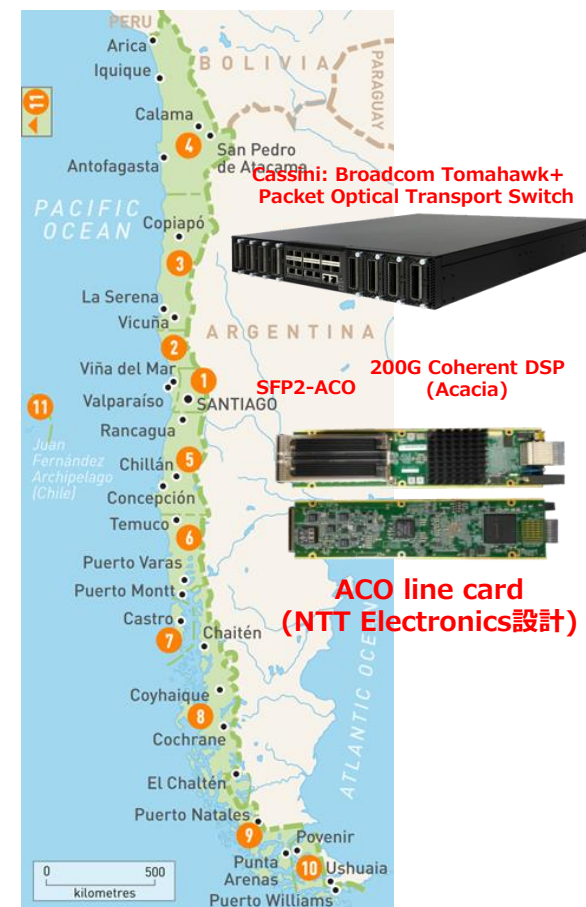 PERU
Arica
BOLIVIA
PARAGUAY
Iquique
11
Calama
4
San Pedro
de Atacama
Antofagasta
Cassini: Broadcom Tomahawk+
Packet Optical Transport Switch
PACIFIC
OCEAN
Copiapó
3
La Serena
Vicuña
ARGENTINA
2
Viña del Mar
1
200G Coherent DSP
(Acacia)
SFP2-ACO
Valparaíso
SANTIAGO
11
Rancagua
Juan
Fernández
Archipelago
(Chile)
Chillán
5
Concepción
Temuco
6
Puerto Varas
Puerto Montt
ACO line card
(NTT Electronics設計)
Castro
7
Chaitén
Coyhaique
8
Cochrane
ATLANTIC OCEAN
El Chaltén
Puerto Natales
9
Povenir
Punta
Arenas
10
Ushuaia
Puerto Williams
0 500
kilometres